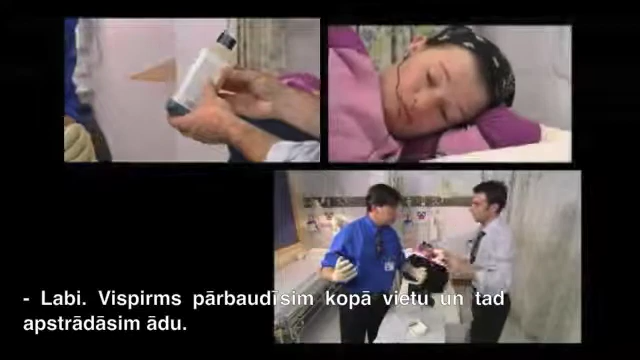 - Labi. Vispirms pārbaudīsim kopā vietu un tad
apstrādāsim ādu.